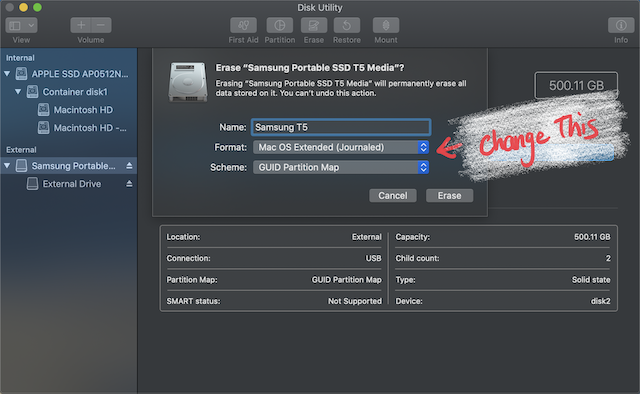 Disk Utility
View
Volume
First Aid
Partition
Erase
Restore
Mount
Info
Internal
APPLE SSD AP0512N...
Container disk1
Macintosh HD
Macintosh HD -...
External
Samsung Portable...
External Drive
Erase “Samsung Portable SSD T5 Media”?
Erasing “Samsung Portable SSD T5 Media” will permanently erase all
data stored on it. You can't undo this action.
Name: Samsung T5
Format: Mac OS Extended (Journaled)
Scheme: GUID Partition Map
Cancel
Erase
500.11 GB
Change This
Location: External
Capacity: 500.11 GB
Connection: USB
Child count: 2
Partition Map: GUID Partition Map
Type: Solid state
SMART status: Not Supported
Device: disk2